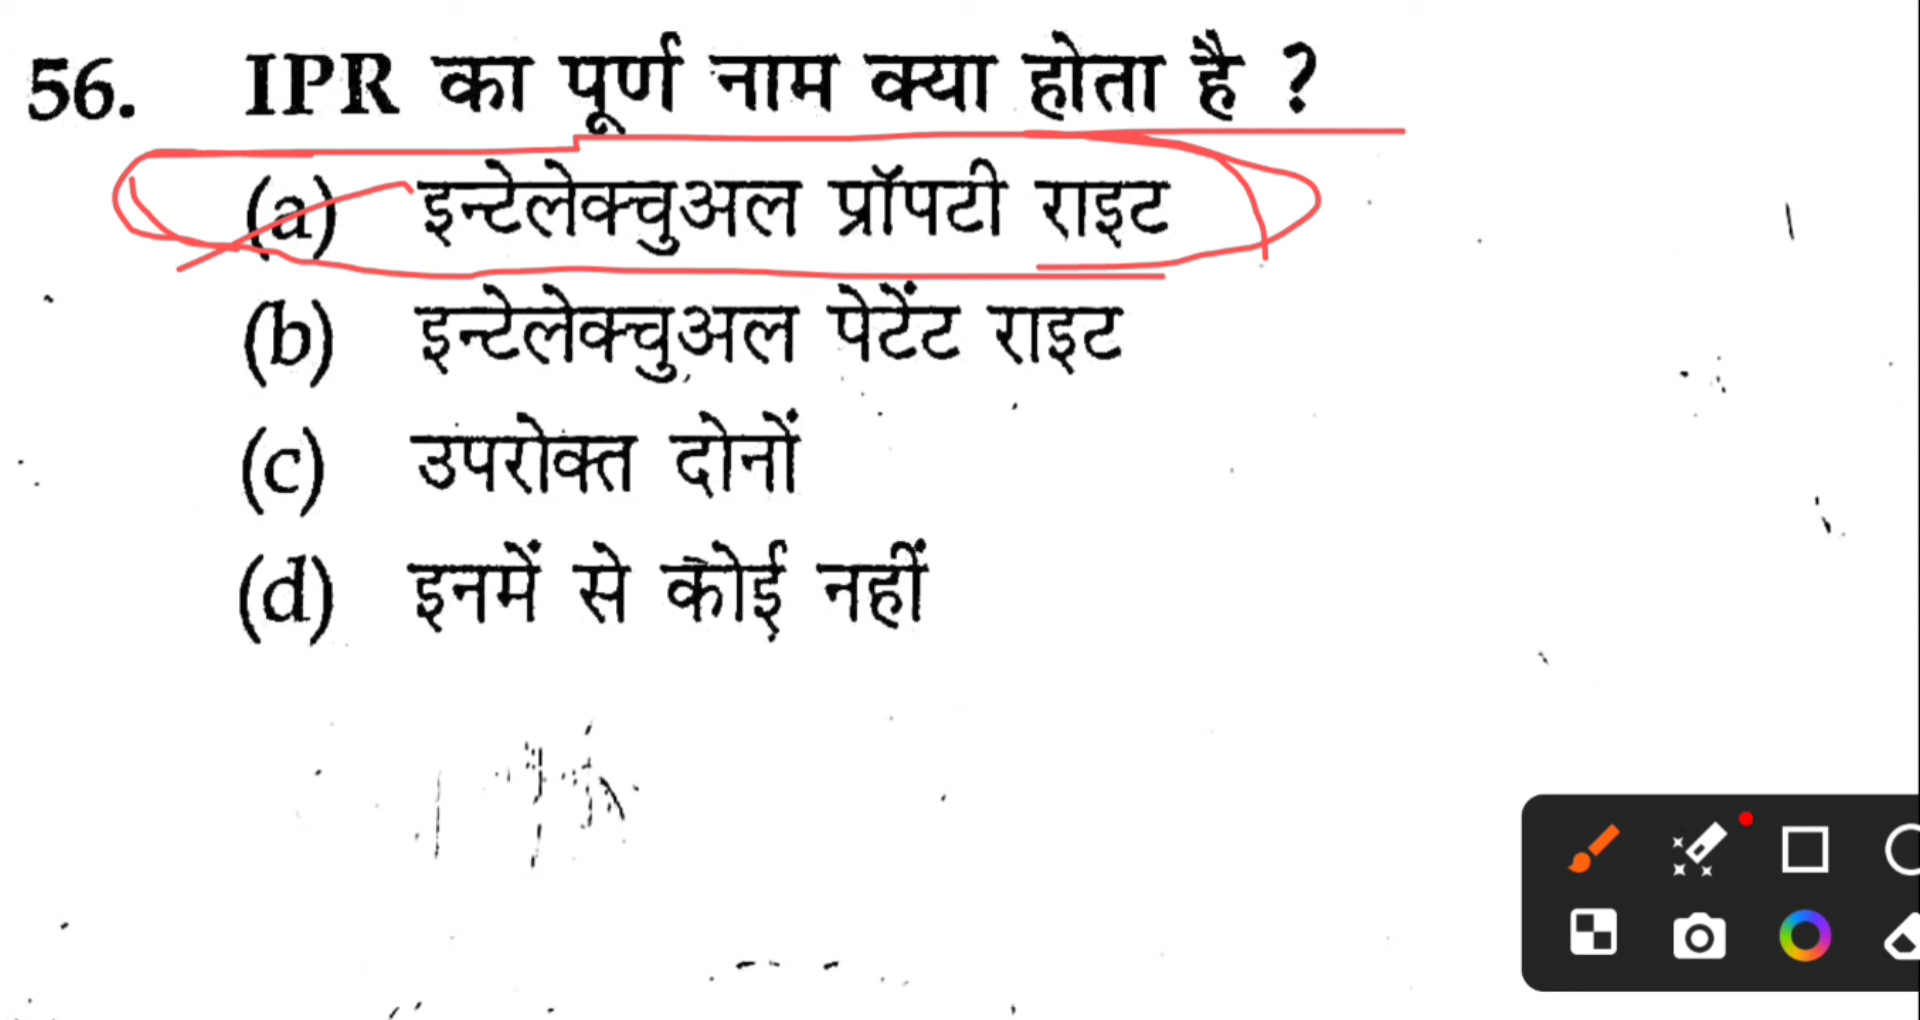 56. IPR का पूर्ण नाम क्या होता है ?
(a) इन्टेलेक्चुअल प्रॉपटी राइट
(b) इन्टेलेक्चुअल पेटेंट राइट
(c) उपरोक्त दोनों
(d) इनमें से कोई नहीं